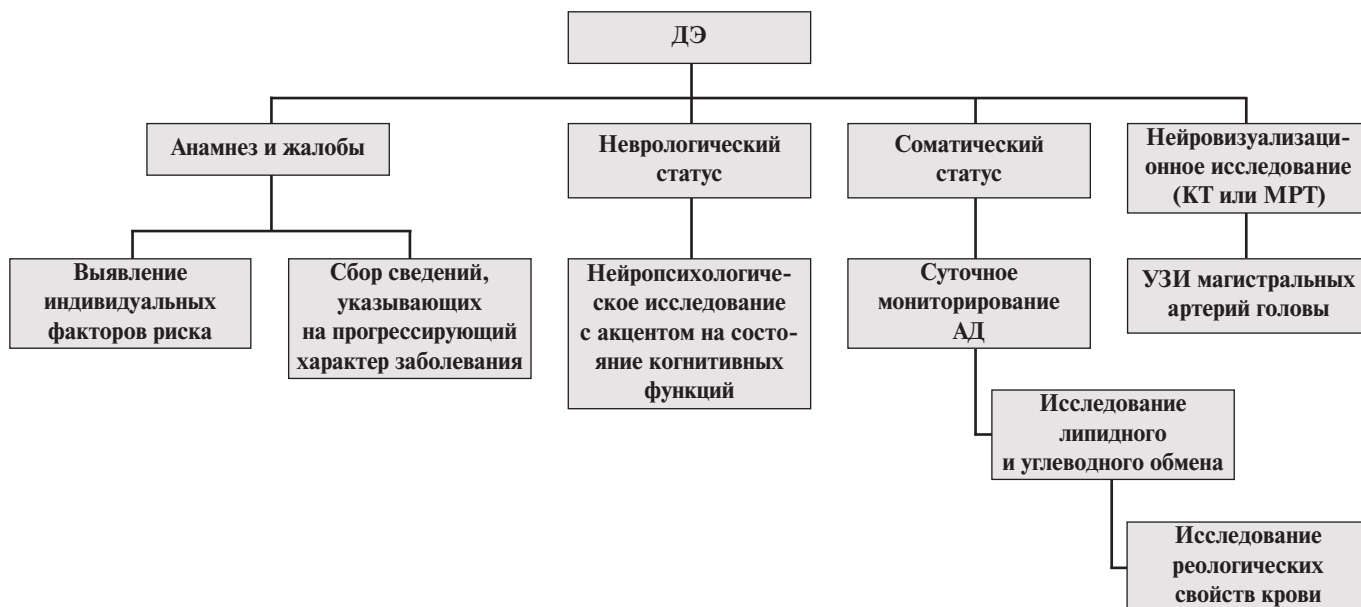 ДЭ
Анамнез и жалобы
Неврологический
статус
Соматический
статус
Нейровизуализаци-
онное исследование
(КТ или МРТ)
Выявление
индивидуальных
факторов риска
Сбор сведений,
указывающих
на прогрессирующий
характер заболевания
Нейропсихологиче-
ское исследование
с акцентом на состо-
яние когнитивных
функций
Суточное
мониторирование
АД
УЗИ магистральных
артерий головы
Исследование
липидного
и углеводного обмена
Исследование
реологических
свойств крови